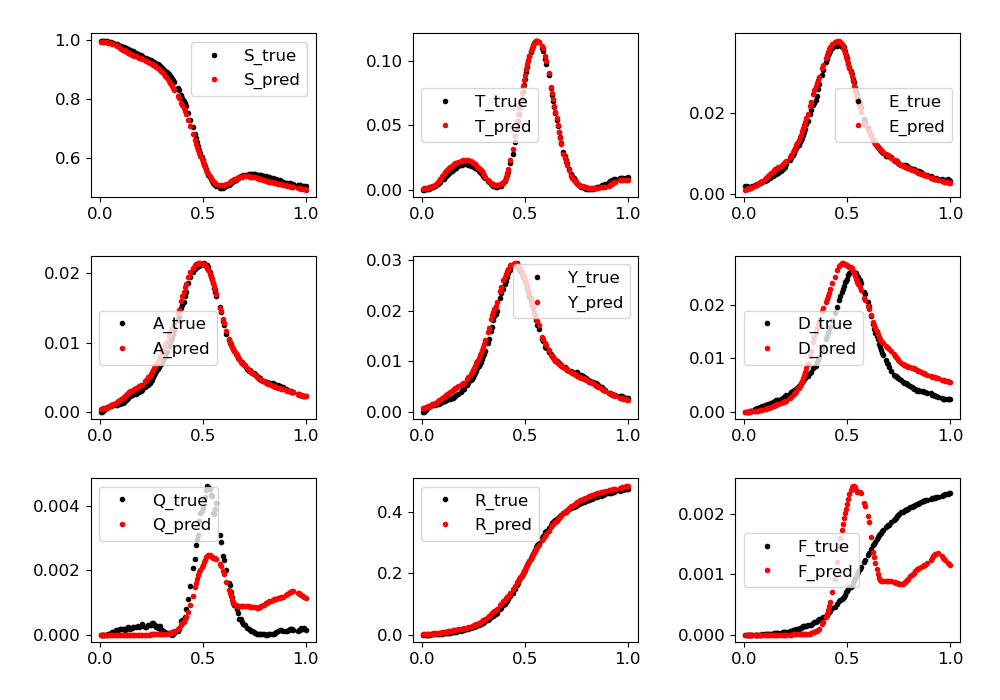 1.0
0.8
0.6
0.0 0.5 1.0
S_true
S_pred
0.10
0.05
0.00
0.0 0.5 1.0
T_true
T_pred
0.02
0.00
0.0 0.5 1.0
E_true
E_pred
0.02
0.01
0.00
0.0 0.5 1.0
A_true
A_pred
0.03
0.02
0.01
0.00
0.0 0.5 1.0
Y_true
Y_pred
0.02
0.01
0.00
0.0 0.5 1.0
D_true
D_pred
0.004
0.002
0.000
0.0 0.5 1.0
Q_true
Q_pred
0.4
0.2
0.0
0.0 0.5 1.0
R_true
R_pred
0.002
0.001
0.000
0.0 0.5 1.0
F_true
F_pred